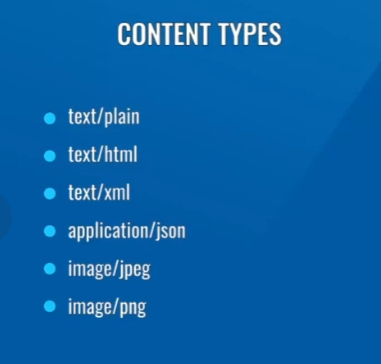 CONTENT TYPES
text/plain
text/html
text/xml
application/json
image/jpeg
image/png